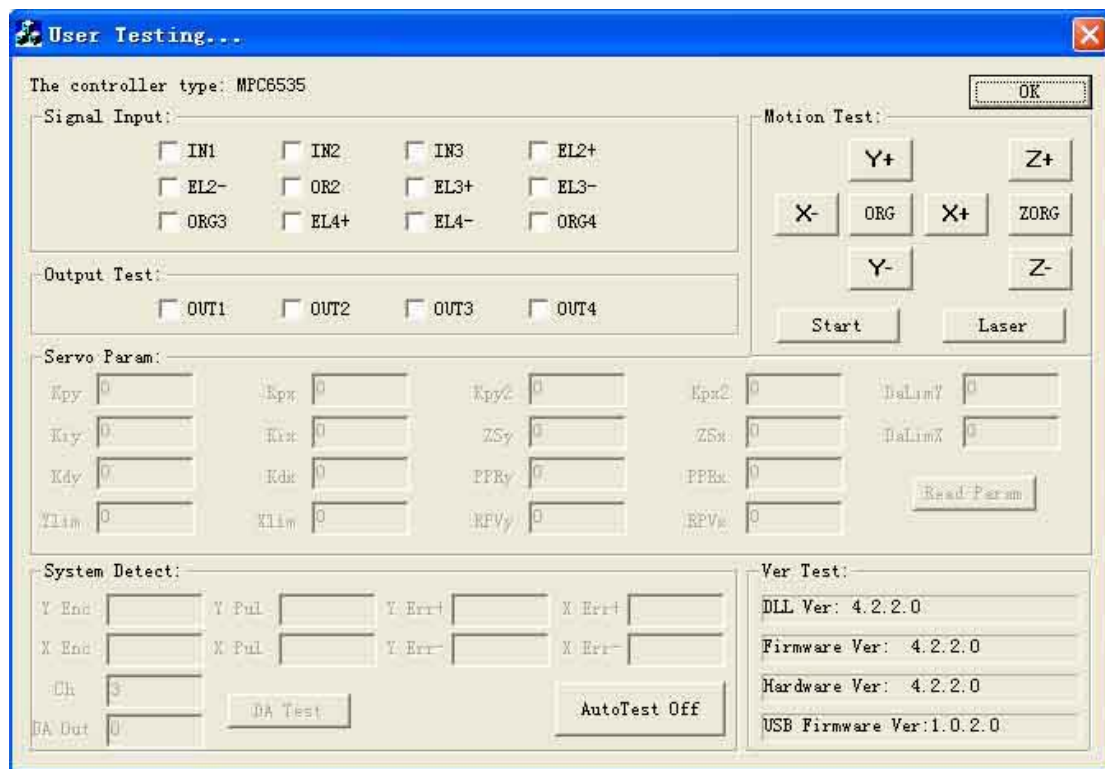 User Testing...
The controller type: MPC6535
OK
Signal Input:
IN1 IN2 IN3 EL2+
EL2- OR2 EL3+ EL3-
ORG3 EL4+ EL4- ORG4
Motion Test:
Y+ Z+
X- ORG X+ ZORG
Y- Z-
Start Laser
Output Test:
OUT1 OUT2 OUT3 OUT4
Servo Param:
Kpy 0 Kpx 0 Kpy2 0 Kpx2 0 DaLimY 0
Kiy 0 Kix 0 ZSy 0 ZSx 0 DaLimX 0
Kdy 0 Kdx 0 PPRy 0 PPRx 0
Read Param
Ylim 0 Xlim 0 RPVy 0 RPVx 0
System Detect:
Y Enc Y Pul Y Err+ X Err+
X Enc X Pul Y Err- X Err-
Ch 3
DA Test AutoTest Off
DA Out 0
Ver Test:
DLL Ver: 4.2.2.0
Firmware Ver: 4.2.2.0
Hardware Ver: 4.2.2.0
USB Firmware Ver:1.0.2.0